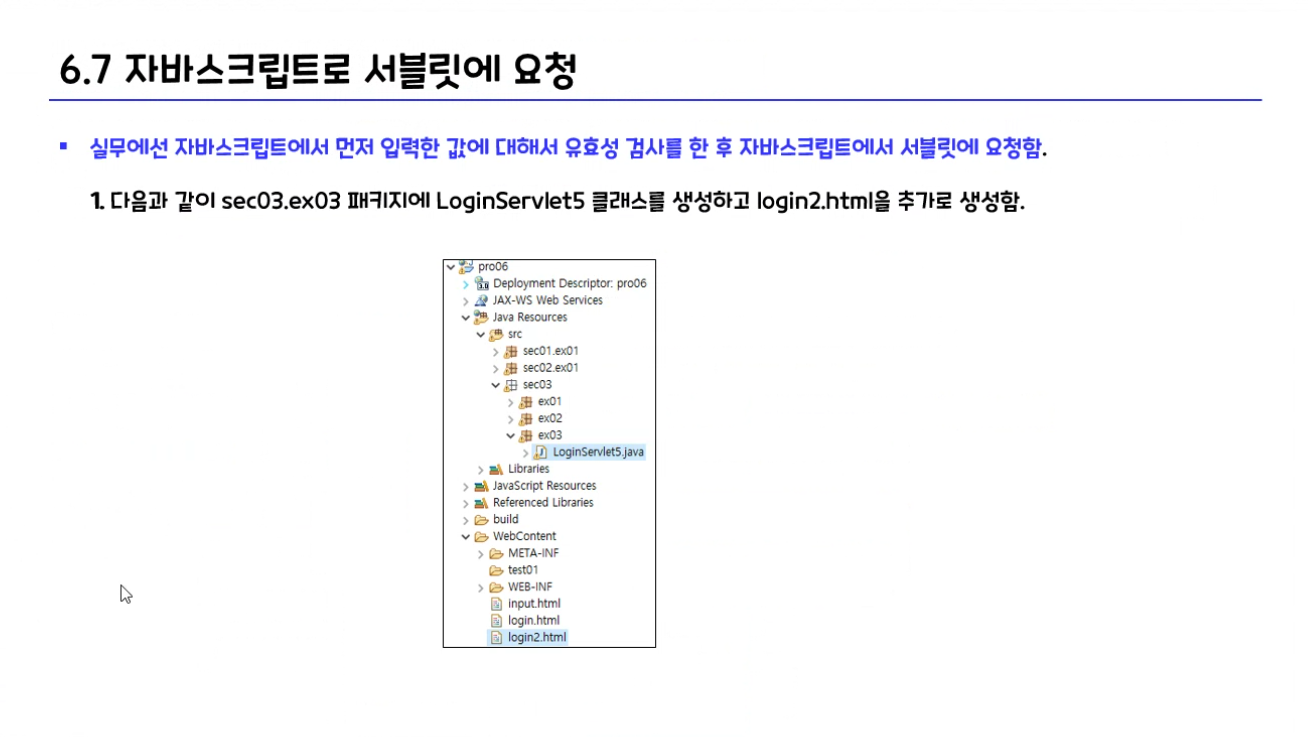 6.7 자바스크립트로 서블릿에 요청
▪ 실무에선 자바스크립트에서 먼저 입력한 값에 대해서 유효성 검사를 한 후 자바스크립트에서 서블릿에 요청함.
1. 다음과 같이 sec03.ex03 패키지에 LoginServlet5 클래스를 생성하고 login2.html을 추가로 생성함.
pro06
Deployment Descriptor: pro06
JAX-WS Web Services
Java Resources
src
sec01.ex01
sec02.ex01
sec03
ex01
ex02
ex03
LoginServlet5.java
Libraries
JavaScript Resources
Referenced Libraries
build
WebContent
META-INF
test01
WEB-INF
input.html
login.html
login2.html